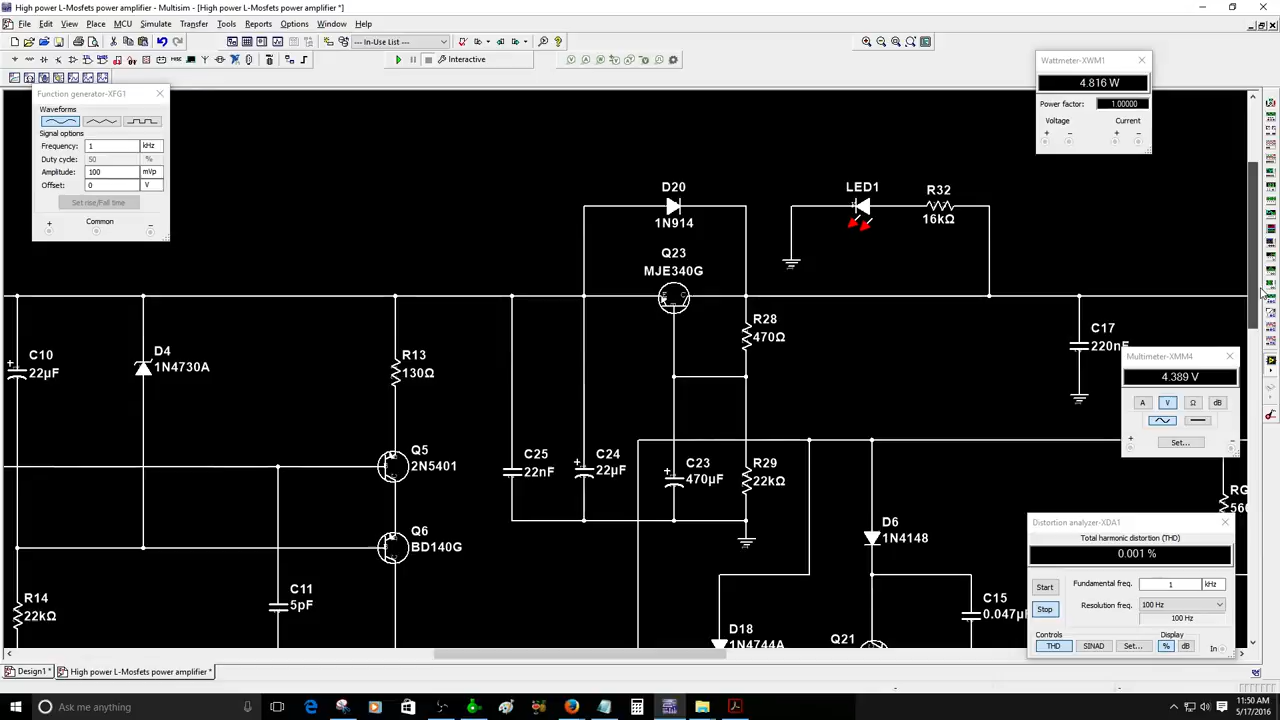 High power L-Mosfets power amplifier - Multisim - [High power L-Mosfets power amplifier *]
File Edit View Place MCU Simulate Transfer Tools Reports Options Window Help
--- In-Use List ---
Interactive
Function generator-XFG1
Waveforms
Signal options
Frequency: 1 kHz
Duty cycle: 50 %
Amplitude: 100 mVp
Offset: 0 V
Set rise/Fall time
+ Common −
Wattmeter-XWM1
4.816 W
Power factor: 1.00000
Voltage Current
+ − + −
D20
1N914
LED1
R32
16kΩ
Q23
MJE340G
R28
470Ω
C17
220nF
C10
22µF
D4
1N4730A
R13
130Ω
Multimeter-XMM4
4.389 V
A V Ω dB
Set...
+ −
Q5
2N5401
C25
22nF
C24
22µF
C23
470µF
R29
22kΩ
RG
560
D6
1N4148
Q6
BD140G
R14
22kΩ
C11
5pF
C15
0.047µ
D18
1N4744A
Q21
Distortion analyzer-XDA1
Total harmonic distortion (THD)
0.001 %
Start Fundamental freq. 1 kHz
Stop Resolution freq. 100 Hz
100 Hz
Controls Display
THD SINAD Set... % dB In
Design1 * High power L-Mosfets power amplifier *
Ask me anything
11:50 AM
5/17/2016